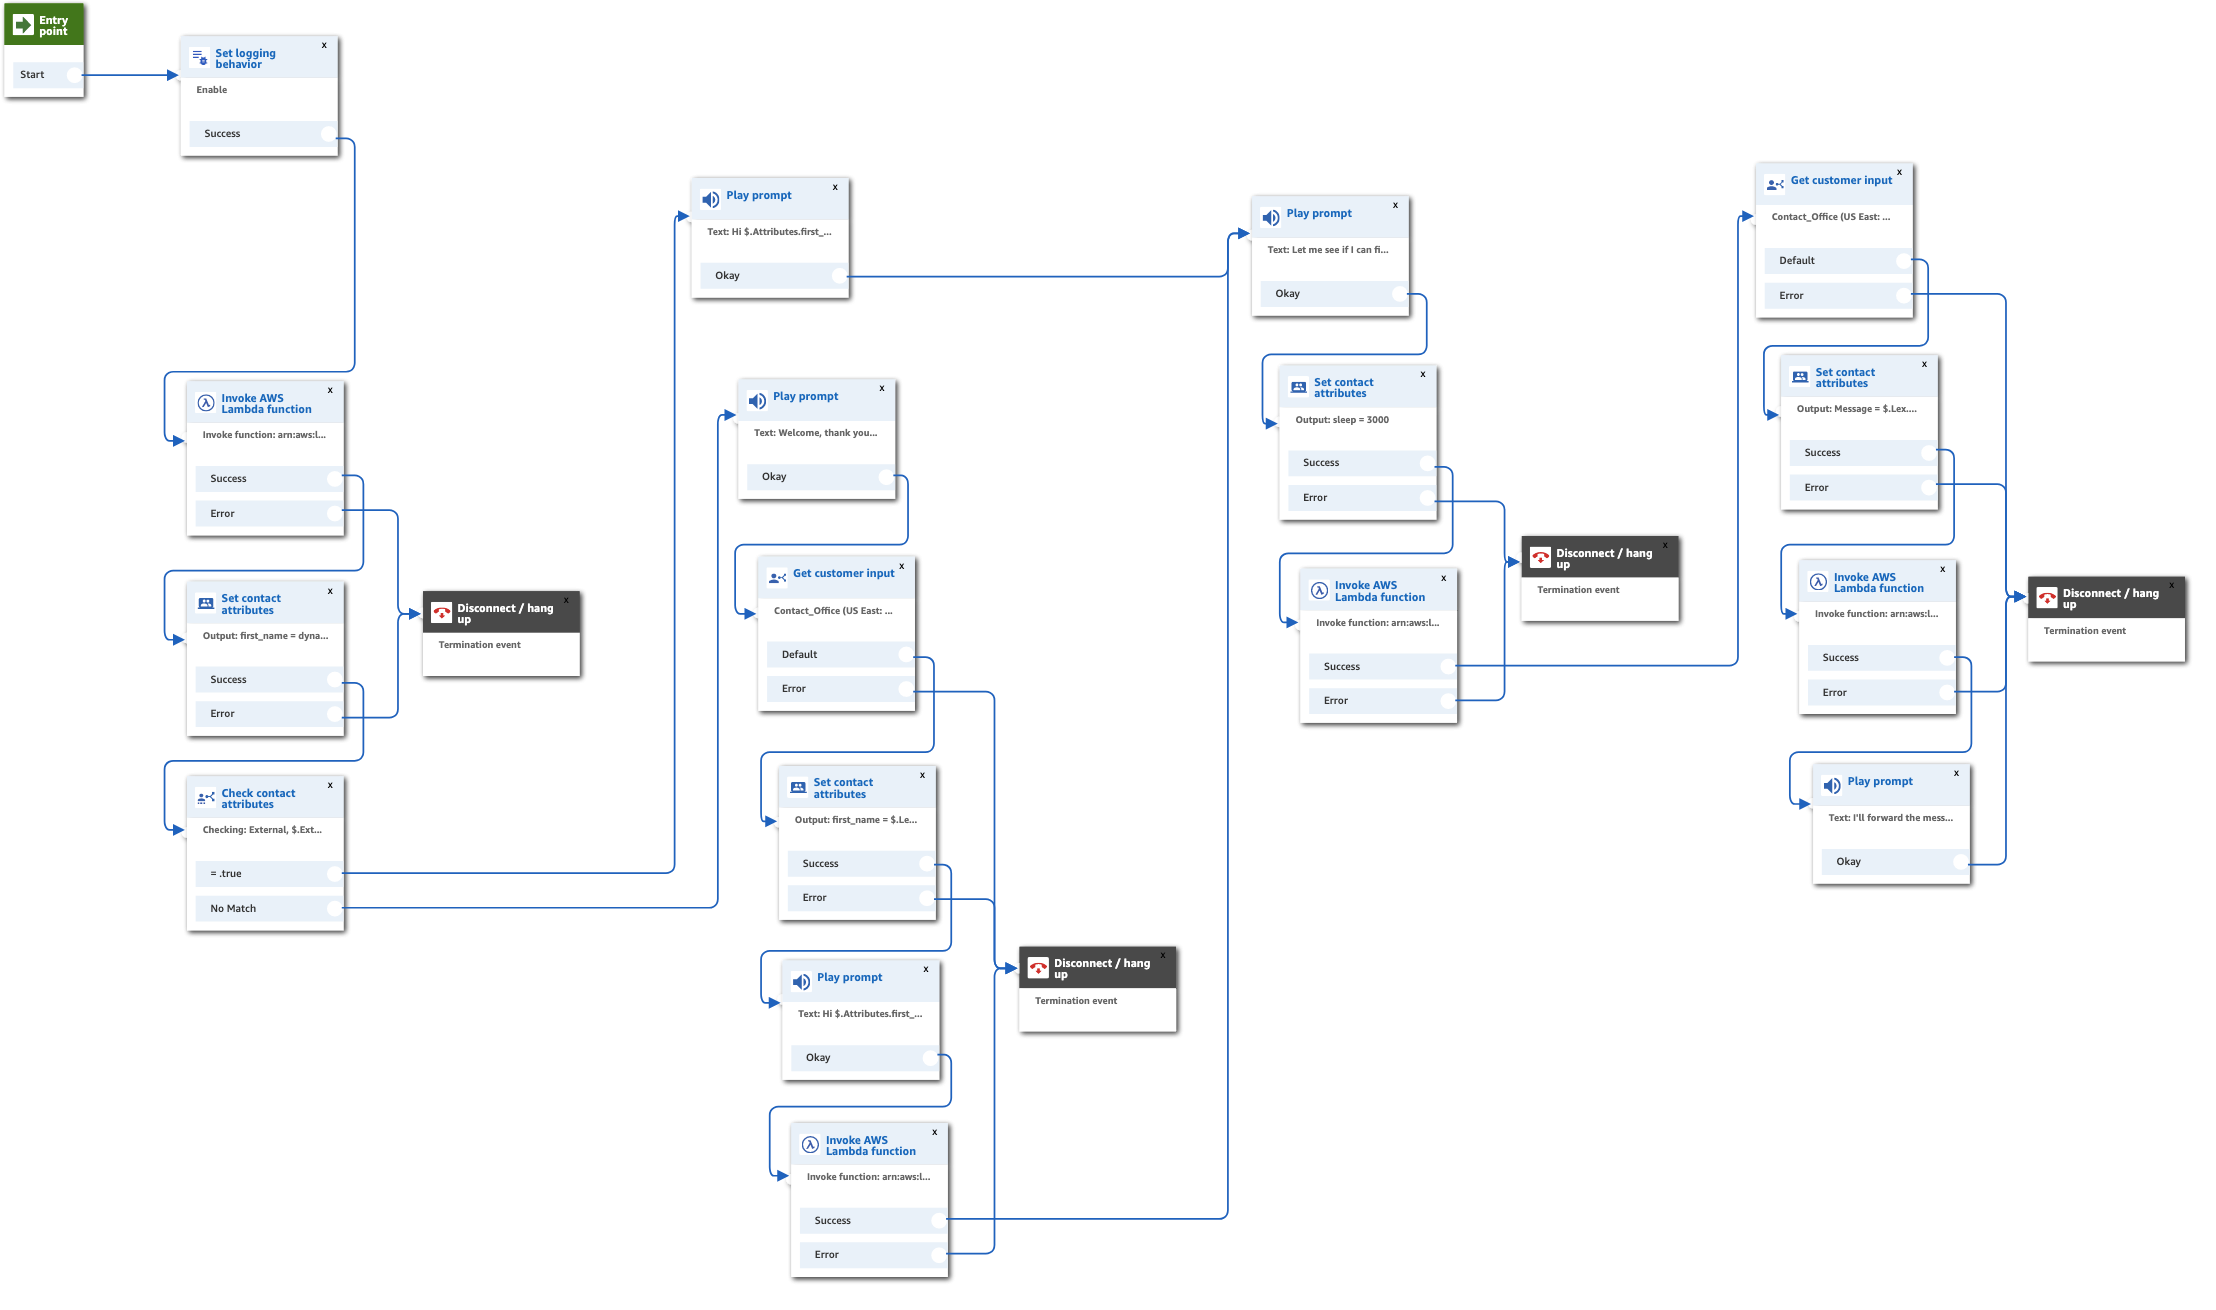 Entry
point
Start
Set logging
behavior
x
Enable
Success
Invoke AWS
Lambda function
x
Invoke function: arn:aws:l...
Success
Error
Set contact
attributes
x
Output: first_name = dyna...
Success
Error
Check contact
attributes
x
Checking: External, $.Ext...
= .true
No Match
Disconnect / hang
up
x
Termination event
Play prompt
x
Text: Hi $.Attributes.first_...
Okay
Play prompt
x
Text: Welcome, thank you...
Okay
Get customer input
x
Contact_Office (US East: ...
Default
Error
Set contact
attributes
x
Output: first_name = $.Le...
Success
Error
Play prompt
x
Text: Hi $.Attributes.first_...
Okay
Invoke AWS
Lambda function
x
Invoke function: arn:aws:l...
Success
Error
Disconnect / hang
up
x
Termination event
Play prompt
x
Text: Let me see if I can fi...
Okay
Set contact
attributes
x
Output: sleep = 3000
Success
Error
Invoke AWS
Lambda function
x
Invoke function: arn:aws:l...
Success
Error
Disconnect / hang
up
x
Termination event
Get customer input
x
Contact_Office (US East: ...
Default
Error
Set contact
attributes
x
Output: Message = $.Lex....
Success
Error
Invoke AWS
Lambda function
x
Invoke function: arn:aws:l...
Success
Error
Play prompt
x
Text: I'll forward the mess...
Okay
Disconnect / hang
up
x
Termination event